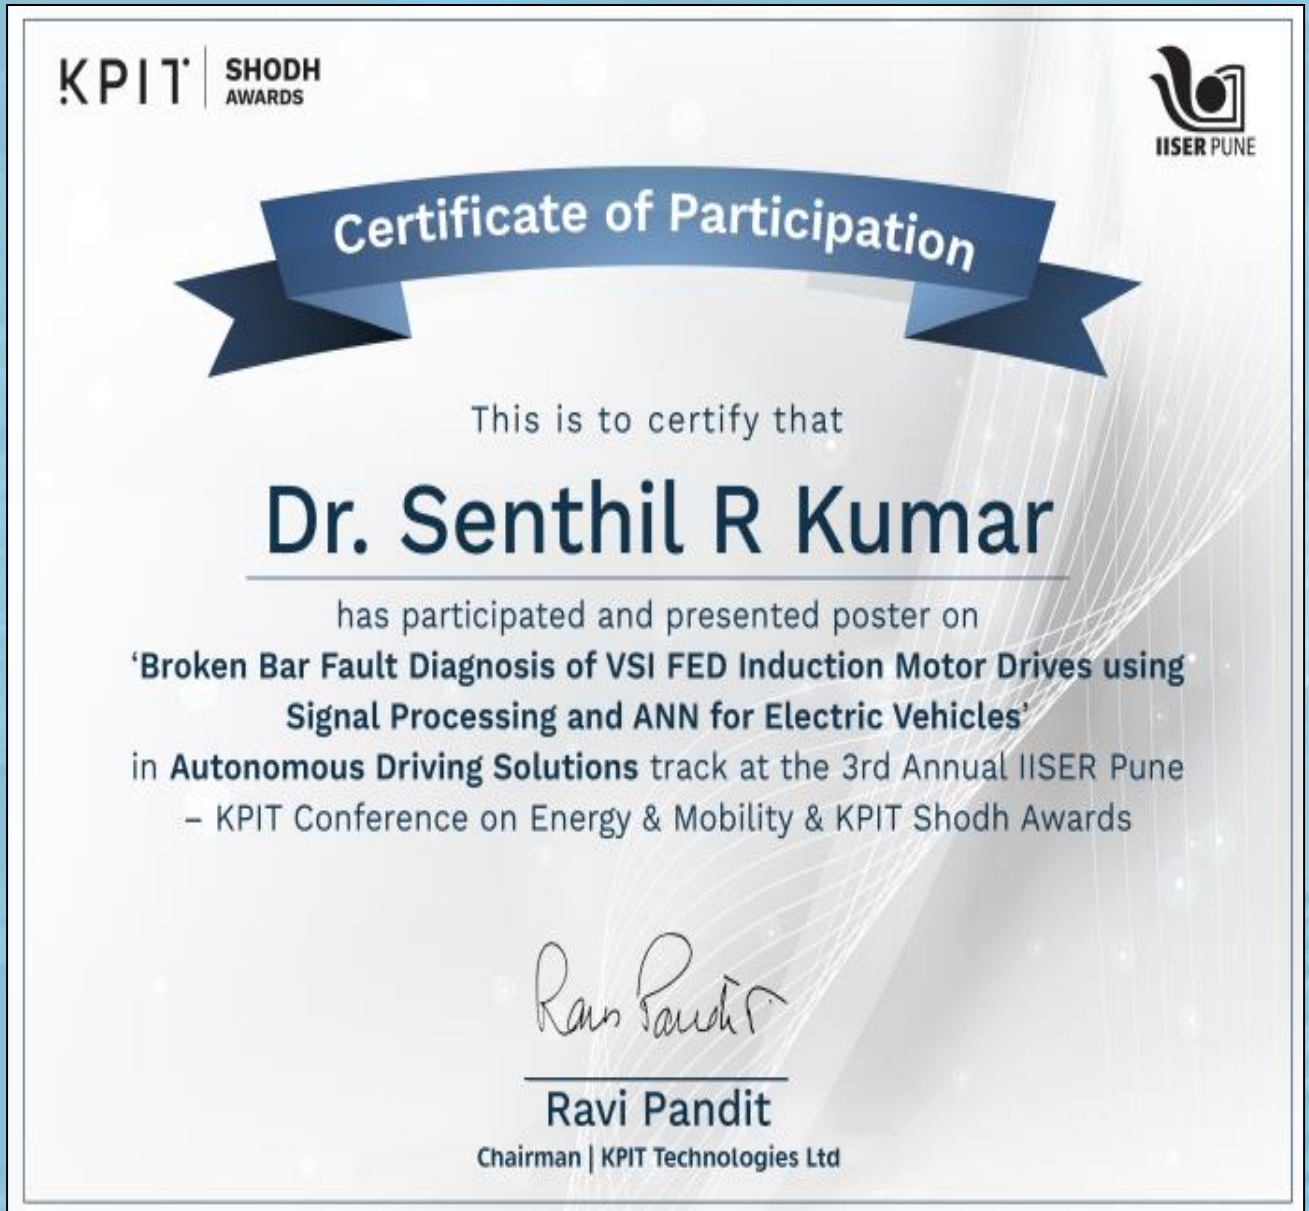 KPIT
SHODH
AWARDS
IISER PUNE
Certificate of Participation
This is to certify that
Dr. Senthil R Kumar
has participated and presented poster on
‘Broken Bar Fault Diagnosis of VSI FED Induction Motor Drives using
Signal Processing and ANN for Electric Vehicles’
in Autonomous Driving Solutions track at the 3rd Annual IISER Pune
– KPIT Conference on Energy & Mobility & KPIT Shodh Awards
Ravi Pandit
Ravi Pandit
Chairman | KPIT Technologies Ltd